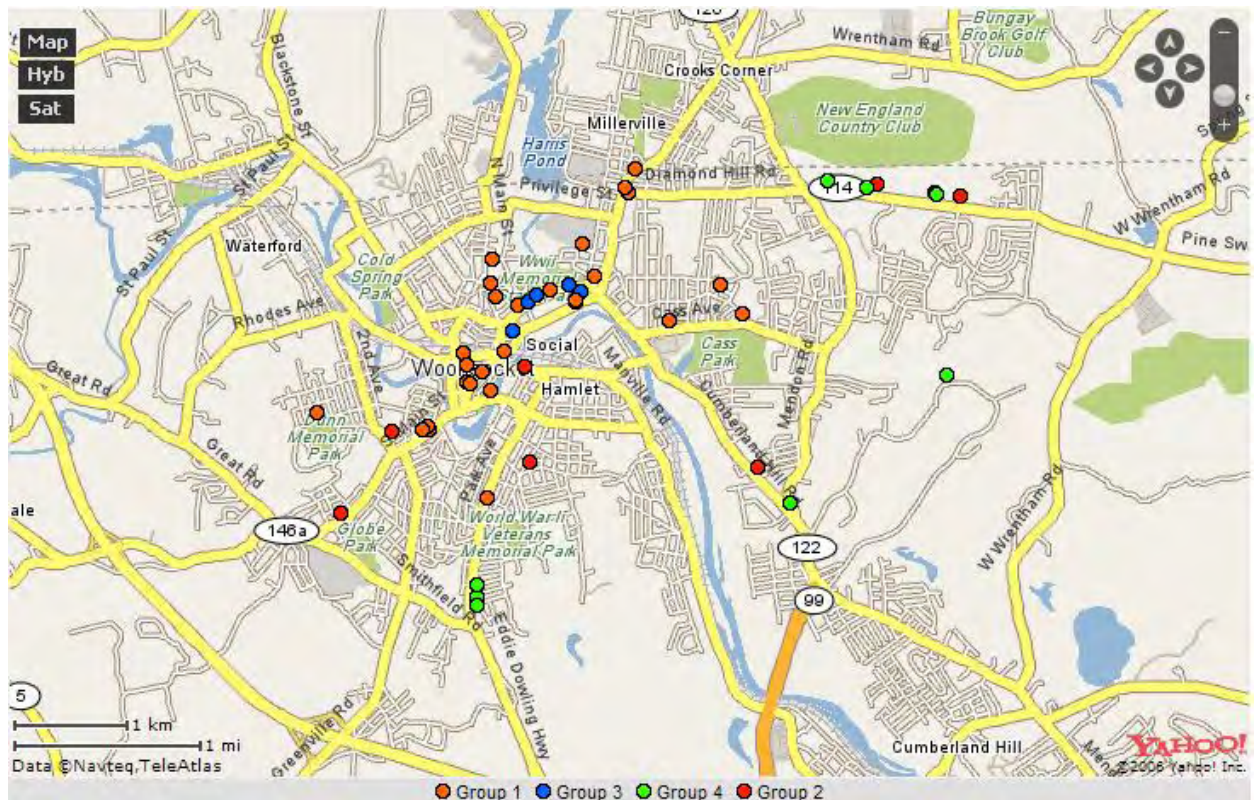 Map
Hyb
Sat
Blackstone St
126
Wrentham Rd
Bungay
Brook Golf
Club
Crooks Corner
New England
Country Club
Millerville
Harris
Pond
St Paul St
N Main St
Privilege St
Diamond Hill Rd
114
W Wrentham Rd
Pine Sw
Waterford
St Paul St
Cold
Spring
Park
Wwii
Memorial
Rhodes Ave
Cass Ave
2nd Ave
Social
Cass
Park
Great Rd
Hamlet
Manville Rd
Mendon Rd
Cumberland Hill
Dunn
Memorial
Park
Great Rd
Park Ave
ale
146a
Globe
Park
World War Ii
Veterans
Memorial Park
122
W Wrentham Rd
Smithfield Rd
99
Eddie Dowling Hwy
5
1 km
1 mi
Greenville Rd
Cumberland Hill
Data ©Navteq,TeleAtlas
YAHOO!
©2006 Yahoo! Inc.
Group 1 Group 3 Group 4 Group 2